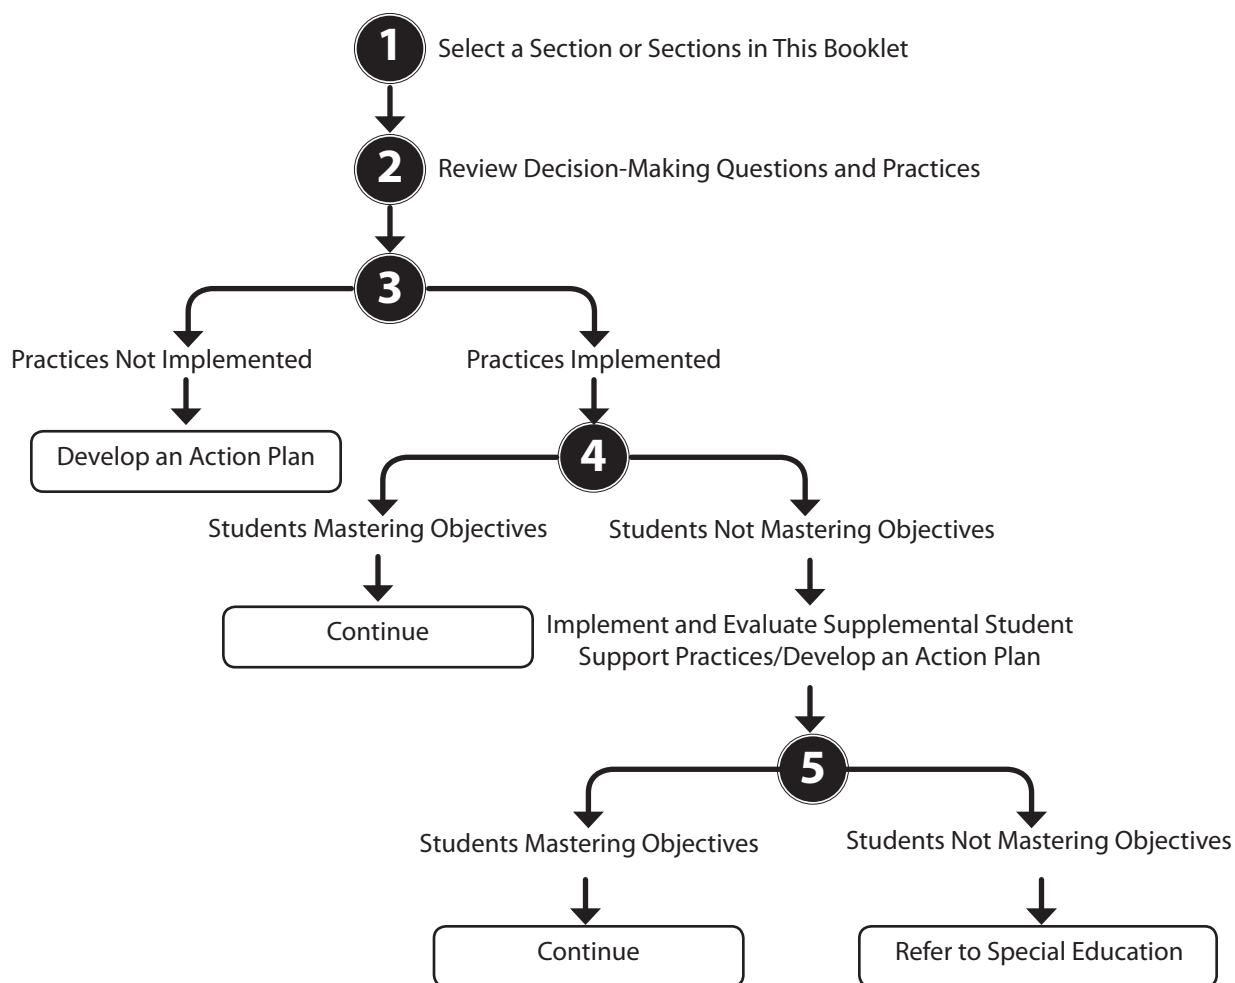 1
Select a Section or Sections in This Booklet
2
Review Decision-Making Questions and Practices
3
Practices Not Implemented
Practices Implemented
Develop an Action Plan
4
Students Mastering Objectives
Students Not Mastering Objectives
Continue
Implement and Evaluate Supplemental Student
Support Practices/Develop an Action Plan
5
Students Mastering Objectives
Students Not Mastering Objectives
Continue
Refer to Special Education